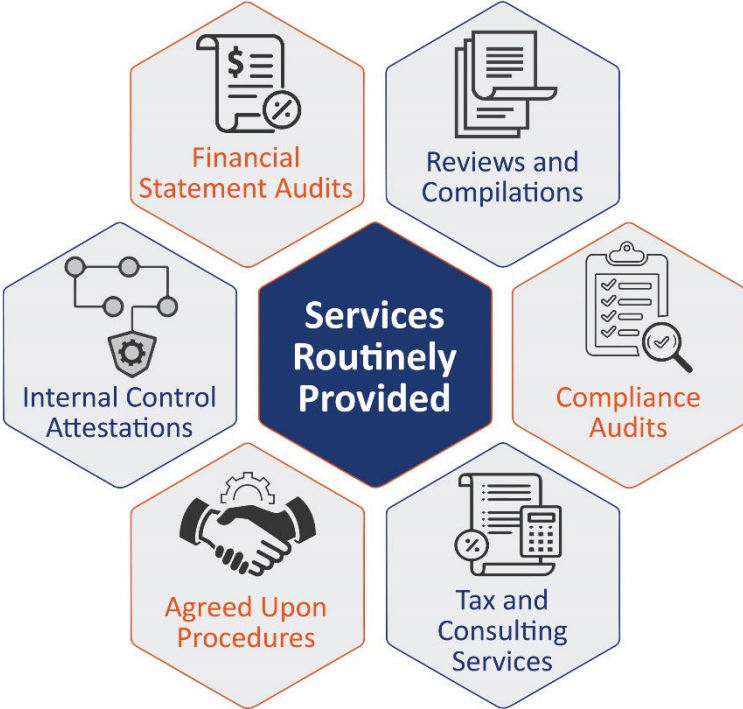 Financial
Statement Audits
Reviews and
Compilations
Internal Control
Attestations
Services
Routinely
Provided
Compliance
Audits
Agreed Upon
Procedures
Tax and
Consulting
Services